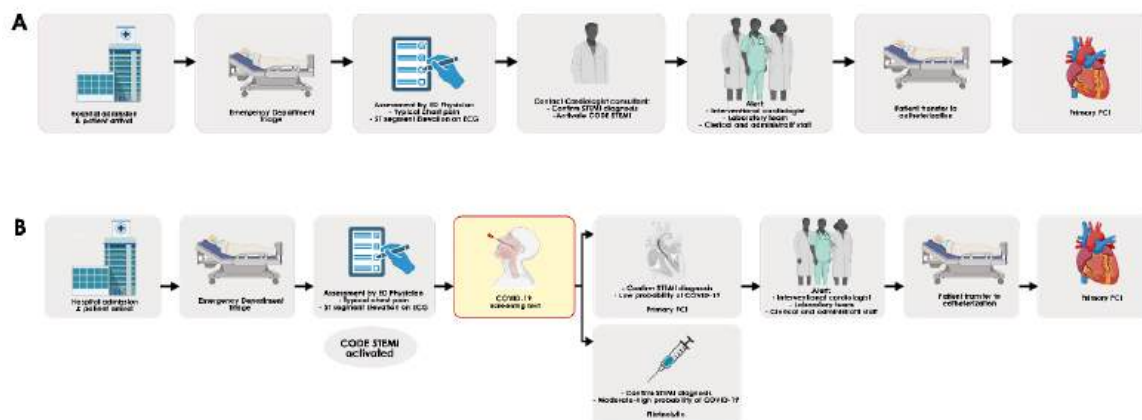 A
Hospital admission
& patient arrival
Emergency Department
Triage
Assessment by ED Physician
- Typical chest pain
- ST segment Elevation on ECG
Contact Cardiologist consultant:
- Confirm STEMI diagnosis
- Activate CODE STEMI
Alert:
- Interventional cardiologist
- Laboratory team
- Clerical and administratif staff
Patient transfer to
catheterization
Primary PCI
B
Hospital admission
& patient arrival
Emergency Department
Triage
Assessment by ED Physician
- Typical chest pain
- ST segment Elevation on ECG
CODE STEMI
activated
COVID-19
screening test
- Confirm STEMI diagnosis
- Low probability of COVID-19
Primary PCI
- Confirm STEMI diagnosis
- Moderate-high probability of COVID-19
Alert:
- Interventional cardiologist
- Laboratory team
- Clerical and administratif staff
Patient transfer to
catheterization
Primary PCI